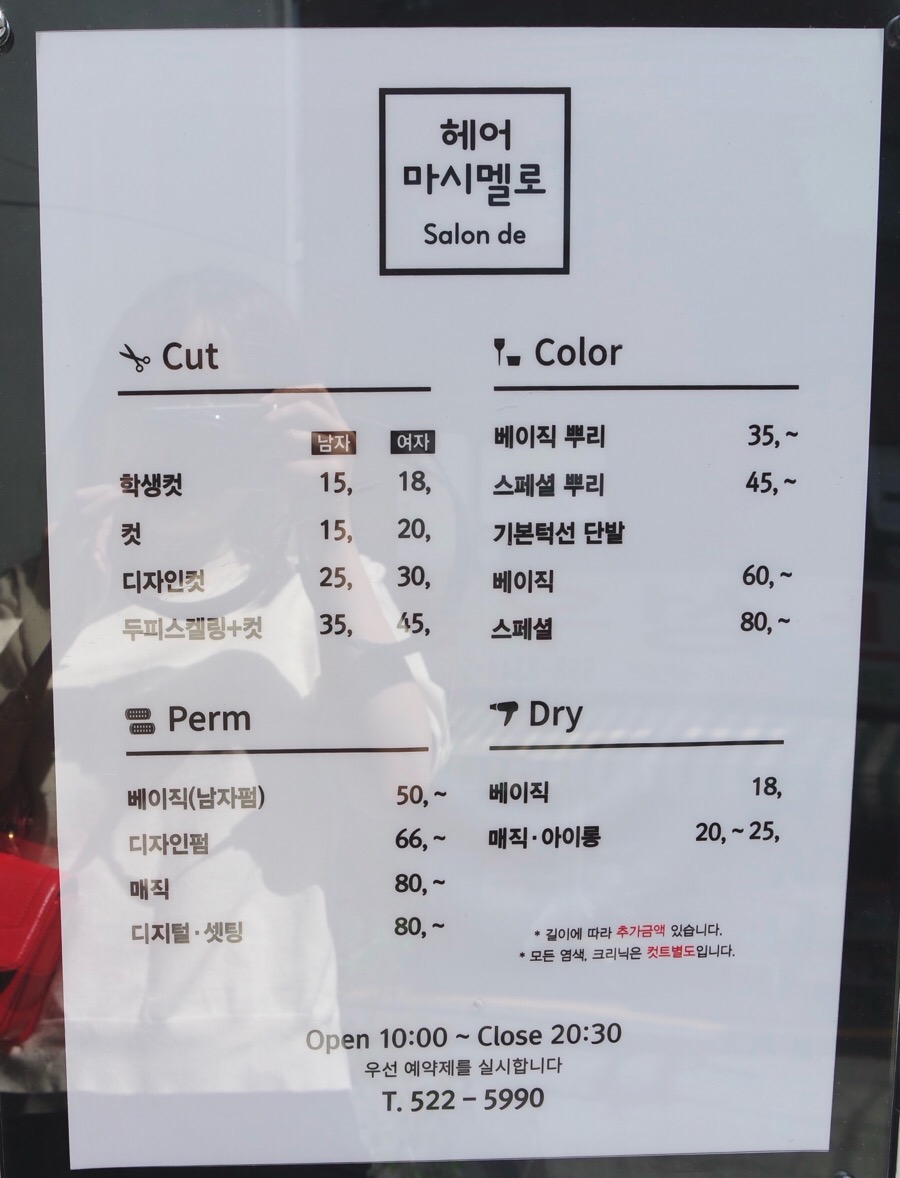 헤어
마시멜로
Salon de
Cut
남자 여자
학생컷 15, 18,
컷 15, 20,
디자인컷 25, 30,
두피스캘링+컷 35, 45,
Color
베이직 뿌리 35,~
스페셜 뿌리 45,~
기본턱선 단발
베이직 60,~
스페셜 80,~
Perm
베이직(남자펌) 50,~
디자인펌 66,~
매직 80,~
디지털·셋팅 80,~
Dry
베이직 18,
매직·아이롱 20,~25,
* 길이에 따라 추가금액 있습니다.
* 모든 염색, 크리닉은 컷트별도입니다.
Open 10:00 ~ Close 20:30
우선 예약제를 실시합니다
T. 522 - 5990